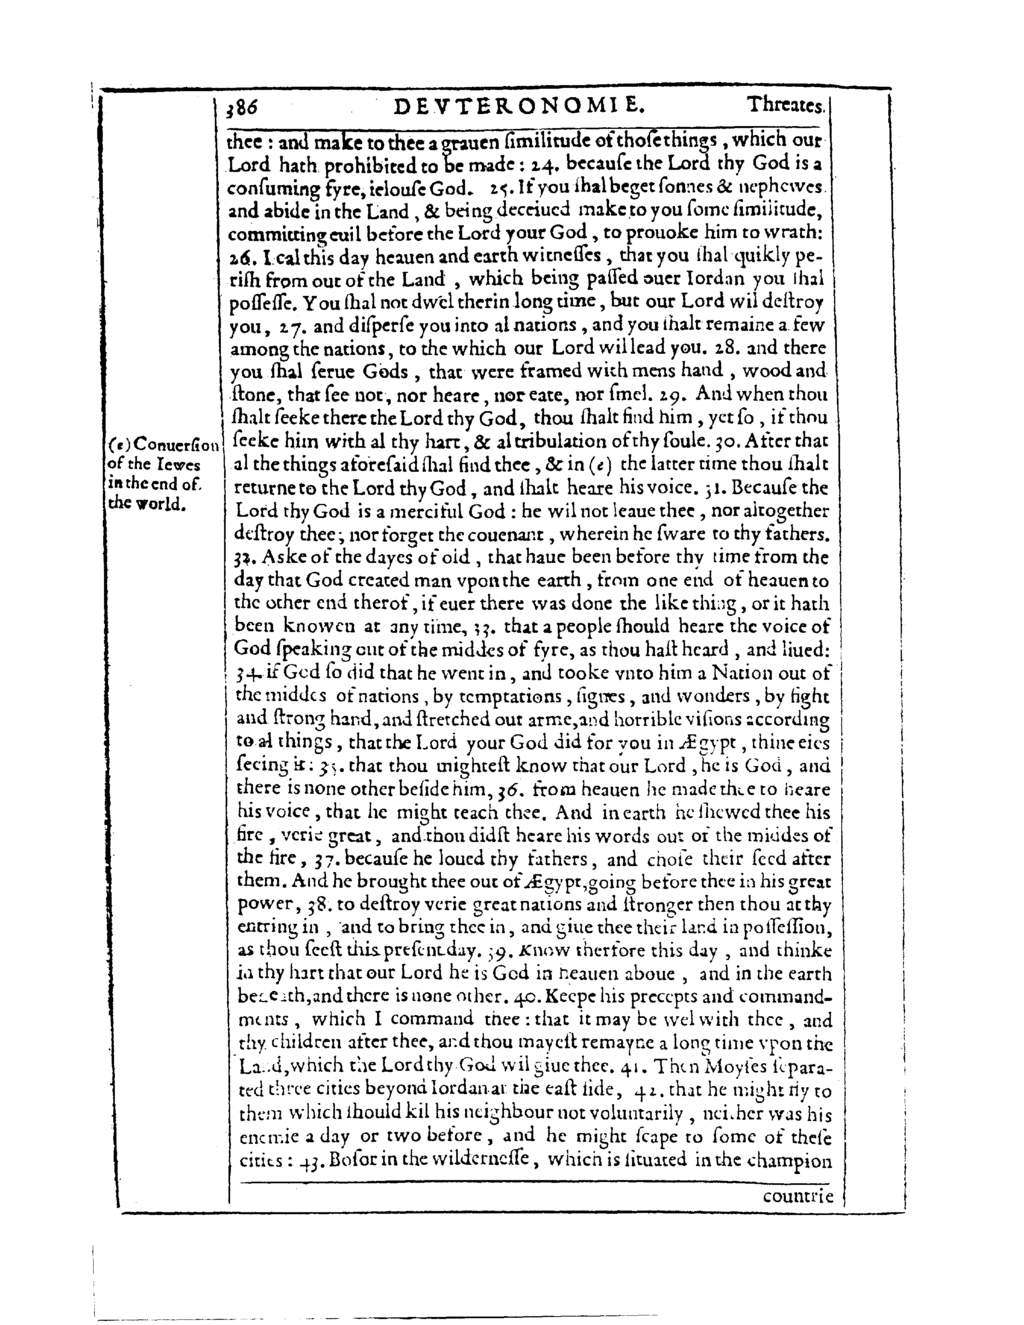 386 DEVTERONOMIE. Threates.
thee : and make to thee a grauen ſimilitude of thoſe things , which our
Lord hath prohibited to be made : 24. becauſe the Lord thy God is a
conſuming fyre, ielouſe God. 25. If you ſhal beget ſonnes & nephewes
and abide in the Land , & being deceiued make to you ſome ſimilitude,
committing euil before the Lord your God , to prouoke him to wrath:
26. I cal this day heauen and earth witneſſes , that you ſhal quikly pe-
riſh from out of the Land , which being paſſed ouer Iordan you ſhal
poſſeſſe. You ſhal not dwel therin long time , but our Lord wil deſtroy
you, 27. and diſperſe you into al nations , and you ſhalt remaine a few
among the nations, to the which our Lord wil lead you. 28. and there
you ſhal ſerue Gods , that were framed with mens hand , wood and
ſtone, that ſee not , nor heare , nor eate, nor ſmel. 29. And when thou
ſhalt ſeeke there the Lord thy God, thou ſhalt find him , yet ſo , if thou
ſeeke him with al thy hart, & al tribulation of thy ſoule. 30. After that
(e) Conuerſion
of the Iewes
in the end of
the world.
al the things aforeſaid ſhal find thee , & in (e) the latter time thou ſhalt
returne to the Lord thy God , and ſhalt heare his voice. 31. Becauſe the
Lord thy God is a merciful God : he wil not leaue thee , nor altogether
deſtroy thee ; nor forget the couenant , wherein he ſware to thy fathers.
32. Aske of the dayes of old , that haue been before thy time from the
day that God created man vpon the earth , from one end of heauen to
the other end therof , if euer there was done the like thing , or it hath
been knowen at any time, 33. that a people ſhould heare the voice of
God ſpeaking out of the middes of fyre, as thou haſt heard , and liued:
34. if God ſo did that he went in , and tooke vnto him a Nation out of
the middes of nations , by temptations , ſignes , and wonders , by fight
and ſtrong hand, and ſtretched out arme, and horrible viſions according
to al things , that the Lord your God did for you in Ægypt , thine eies
ſeeing it : 35. that thou mighteſt know that our Lord , he is God , and
there is none other beſide him, 36. from heauen he made thee to heare
his voice , that he might teach thee. And in earth he ſhewed thee his
fire , verie great , and thou didſt heare his words out of the middes of
the fire , 37. becauſe he loued thy fathers , and choſe their ſeed after
them. And he brought thee out of Ægypt, going before thee in his great
power , 38. to deſtroy verie great nations and ſtronger then thou at thy
entring in , and to bring thee in , and giue thee their land in poſſeſſion,
as thou ſeeſt this preſent day. 39. Know therfore this day , and thinke
in thy hart that our Lord he is God in heauen aboue , and in the earth
beneath, and there is none other. 40. Keepe his precepts and command-
ments , which I command thee : that it may be wel with thee , and
thy children after thee, and thou mayeſt remayne a long time vpon the
Land, which the Lord thy God wil giue thee. 41. Then Moyſes ſepara-
ted three cities beyond Iordan at the eaſt ſide, 42. that he might fly to
them which ſhould kil his neighbour not voluntarily , neither was his
enemie a day or two before , and he might ſcape to ſome of theſe
cities : 43. Boſor in the wilderneſſe , which is ſituated in the champion
countrie